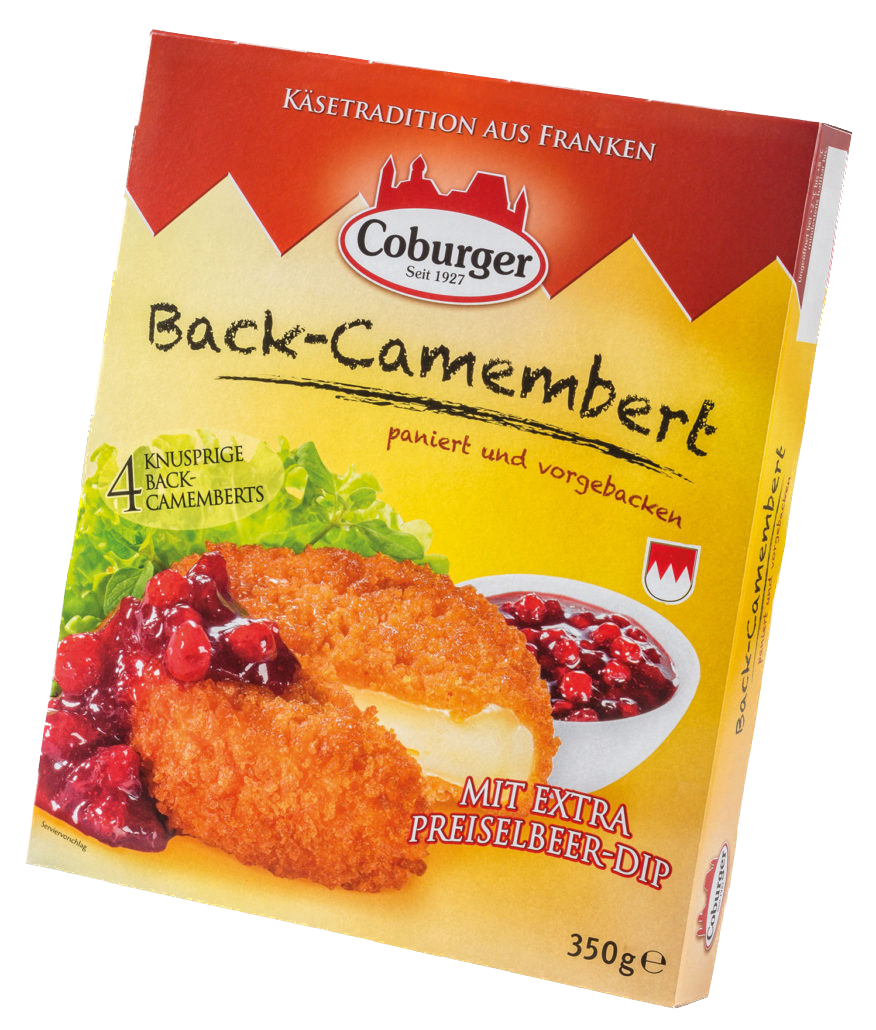 KÄSETRADITION AUS FRANKEN
Coburger
Seit 1927
Back-Camembert
paniert und vorgebacken
4 KNUSPRIGE
BACK-
CAMEMBERTS
MIT EXTRA
PREISELBEER-DIP
Serviervorschlag
350g e
Back-Camembert
paniert und vorgebacken
Coburger